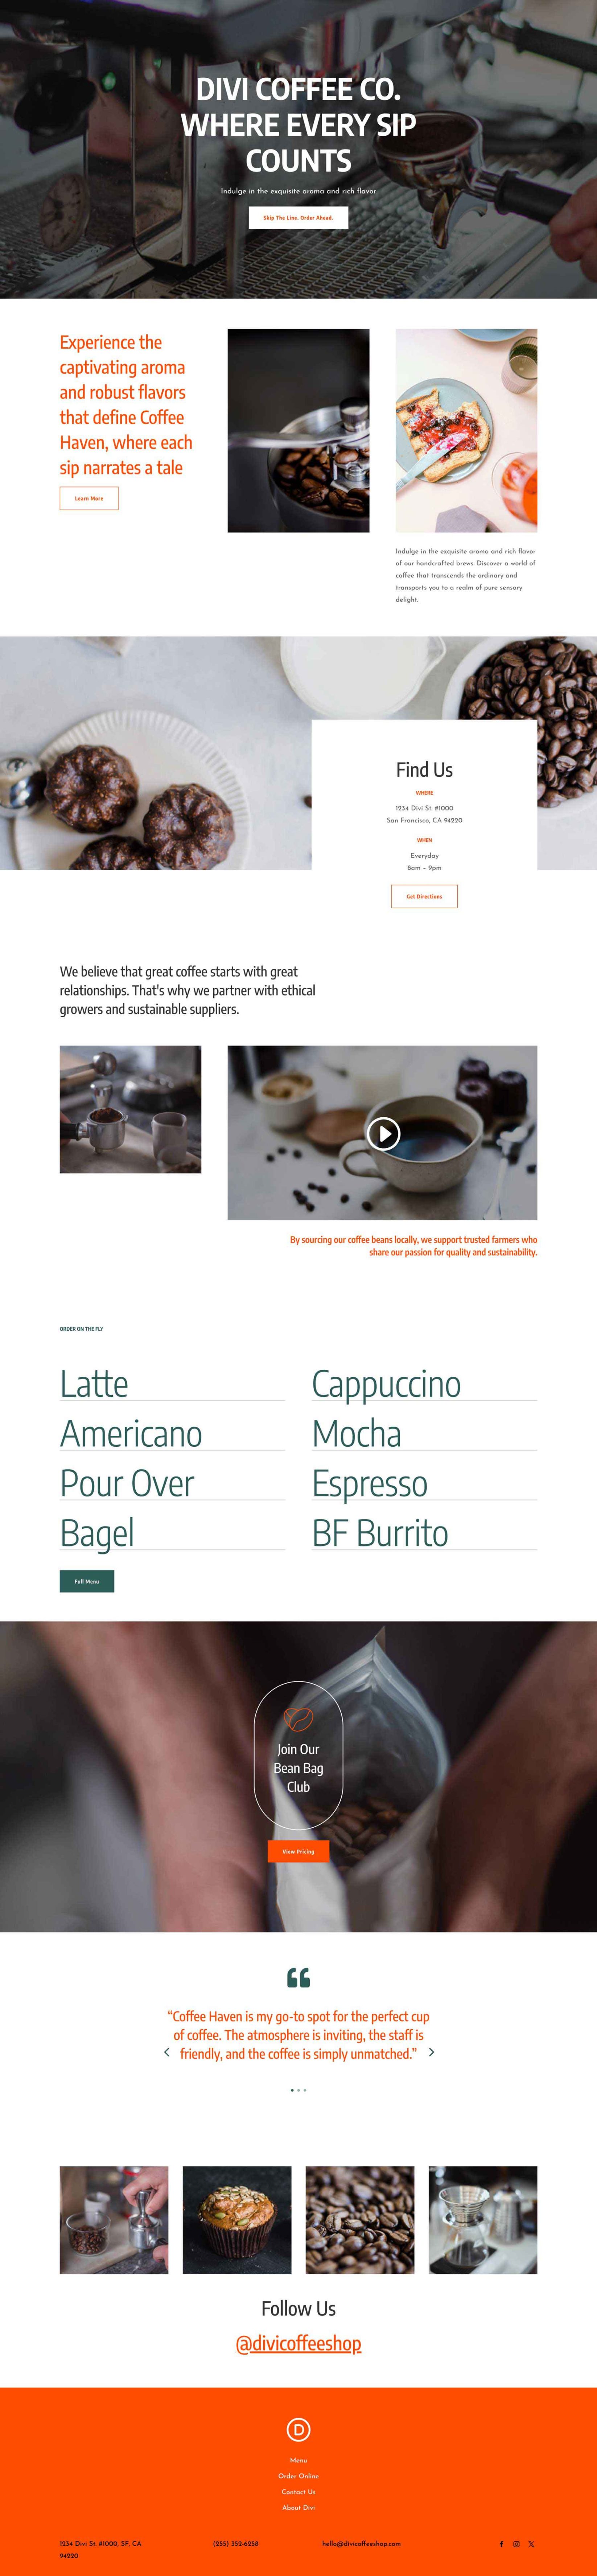 DIVI COFFEE CO.
WHERE EVERY SIP
COUNTS
Indulge in the exquisite aroma and rich flavor
Skip The Line. Order Ahead.
Experience the
captivating aroma
and robust flavors
that define Coffee
Haven, where each
sip narrates a tale
Learn More
Indulge in the exquisite aroma and rich flavor
of our handcrafted brews. Discover a world of
coffee that transcends the ordinary and
transports you to a realm of pure sensory
delight.
Find Us
WHERE
1234 Divi St. #1000
San Francisco, CA 94220
WHEN
Everyday
8am – 9pm
Get Directions
We believe that great coffee starts with great
relationships. That's why we partner with ethical
growers and sustainable suppliers.
By sourcing our coffee beans locally, we support trusted farmers who
share our passion for quality and sustainability.
ORDER ON THE FLY
Latte
Cappuccino
Americano
Mocha
Pour Over
Espresso
Bagel
BF Burrito
Full Menu
Join Our
Bean Bag
Club
View Pricing
“Coffee Haven is my go-to spot for the perfect cup
of coffee. The atmosphere is inviting, the staff is
friendly, and the coffee is simply unmatched.”
Follow Us
@divicoffeeshop
D
Menu
Order Online
Contact Us
About Divi
1234 Divi St. #1000, SF, CA
94220
(255) 352-6258
hello@divicoffeeshop.com